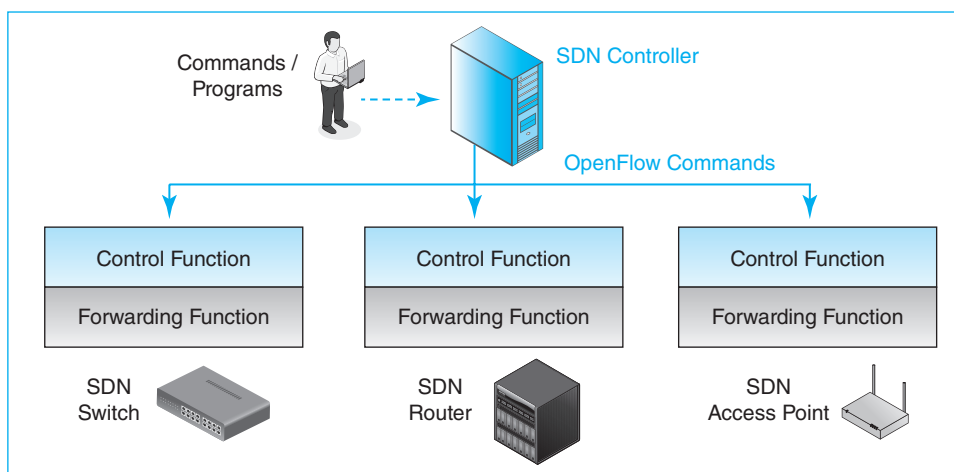 Commands /
Programs
SDN Controller
OpenFlow Commands
Control Function
Forwarding Function
Control Function
Forwarding Function
Control Function
Forwarding Function
SDN
Switch
SDN
Router
SDN
Access Point